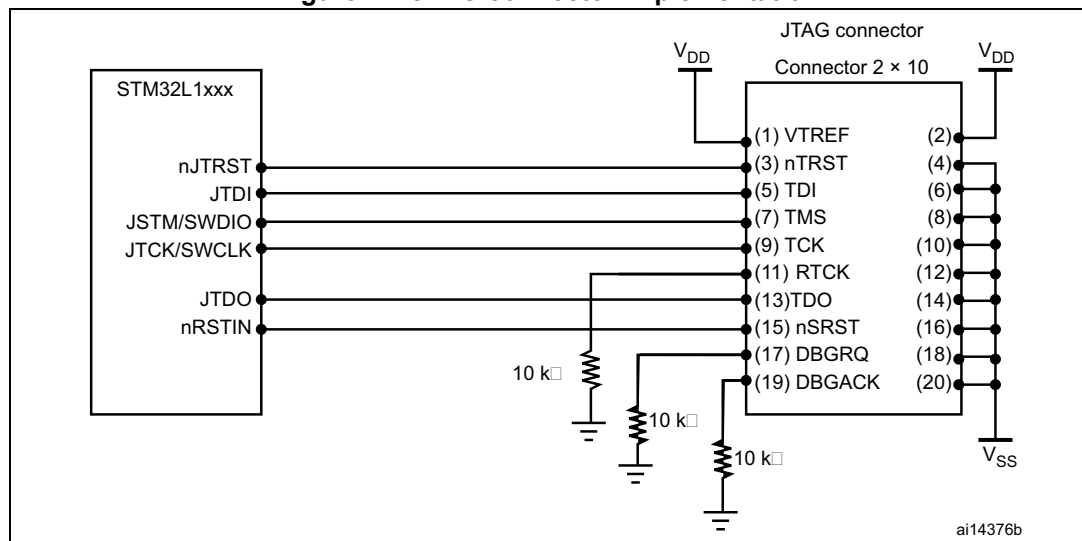 JTAG connector
Connector 2 × 10
VDD
VDD
STM32L1xxx
(1) VTREF
(2)
nJTRST
(3) nTRST
(4)
JTDI
(5) TDI
(6)
JSTM/SWDIO
(7) TMS
(8)
JTCK/SWCLK
(9) TCK
(10)
(11) RTCK
(12)
JTDO
(13)TDO
(14)
nRSTIN
(15) nSRST
(16)
(17) DBGRQ
(18)
10 k□
(19) DBGACK
(20)
10 k□
10 k□
VSS
ai14376b